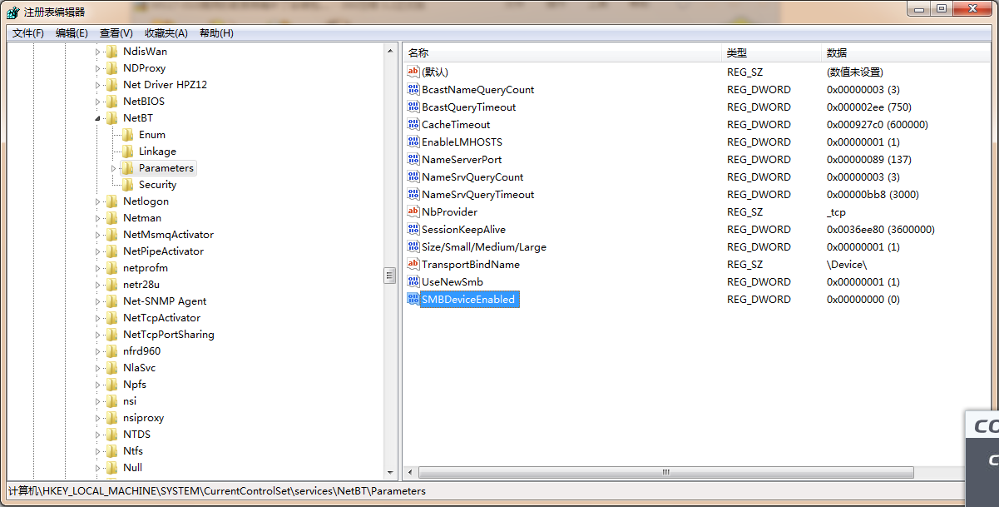 注册表编辑器
文件(F) 编辑(E) 查看(V) 收藏夹(A) 帮助(H)
NdisWan
NDProxy
Net Driver HPZ12
NetBIOS
NetBT
Enum
Linkage
Parameters
Security
Netlogon
Netman
NetMsmqActivator
NetPipeActivator
netprofm
netr28u
Net-SNMP Agent
NetTcpActivator
NetTcpPortSharing
nfrd960
NlaSvc
Npfs
nsi
nsiproxy
NTDS
Ntfs
Null
名称 类型 数据
(默认) REG_SZ (数值未设置)
BcastNameQueryCount REG_DWORD 0x00000003 (3)
BcastQueryTimeout REG_DWORD 0x000002ee (750)
CacheTimeout REG_DWORD 0x000927c0 (600000)
EnableLMHOSTS REG_DWORD 0x00000001 (1)
NameServerPort REG_DWORD 0x00000089 (137)
NameSrvQueryCount REG_DWORD 0x00000003 (3)
NameSrvQueryTimeout REG_DWORD 0x00000bb8 (3000)
NbProvider REG_SZ _tcp
SessionKeepAlive REG_DWORD 0x0036ee80 (3600000)
Size/Small/Medium/Large REG_DWORD 0x00000001 (1)
TransportBindName REG_SZ \Device\
UseNewSmb REG_DWORD 0x00000001 (1)
SMBDeviceEnabled REG_DWORD 0x00000000 (0)
计算机\HKEY_LOCAL_MACHINE\SYSTEM\CurrentControlSet\services\NetBT\Parameters